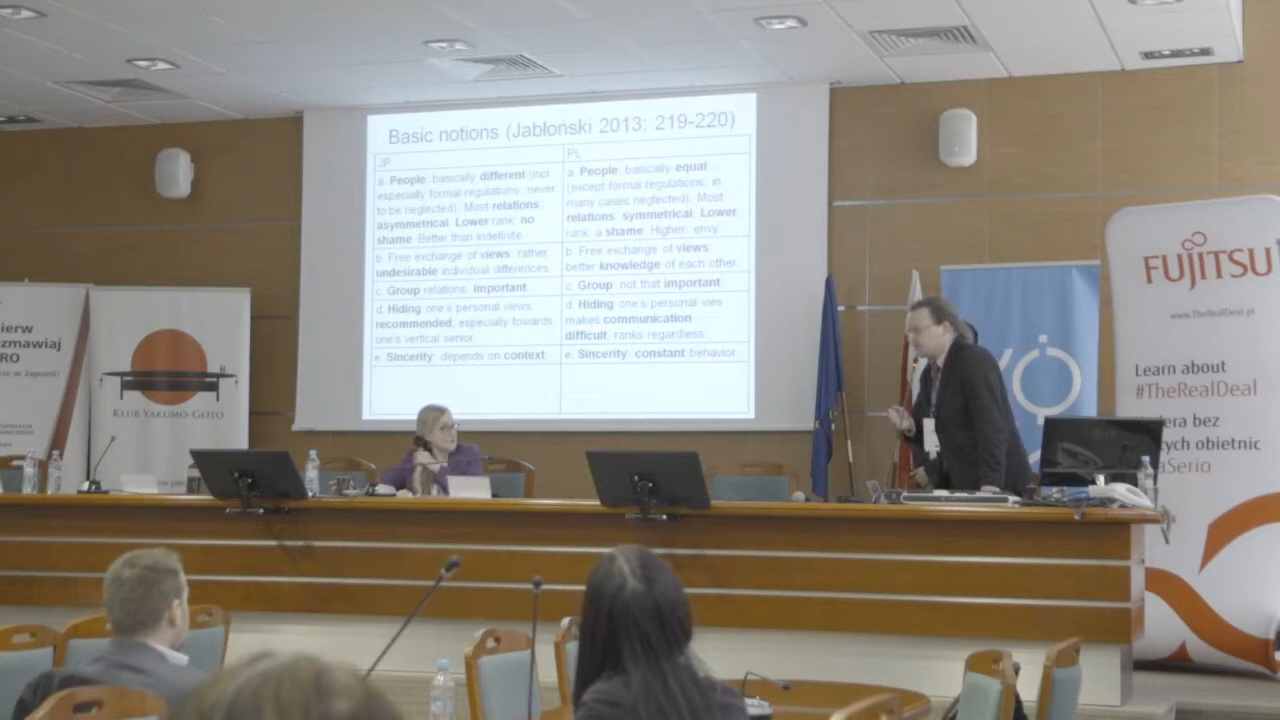 Basic notions (Jabłoński 2013: 219-220)
JP
a. People: basically different (incl.
especially formal regulations, never
to be neglected). Most relations
asymmetrical. Lower rank: no
shame. Better than indefinite.
b. Free exchange of views: rather
undesirable individual differences.
c. Group relations: important.
d. Hiding one's personal views:
recommended, especially towards
one's vertical senior.
e. Sincerity: depends on context.
PL
a. People: basically equal
(except formal regulations, in
many cases neglected). Most
relations symmetrical. Lower
rank: a shame. Higher: envy.
b. Free exchange of views:
better knowledge of each other.
c. Group: not that important
d. Hiding one's personal vies
makes communication
difficult, ranks regardless.
e. Sincerity: constant behavior.
KLUB YAKUMO-GOTO
FUJITSU
www.TheRealDeal.pl
Learn about
#TheRealDeal